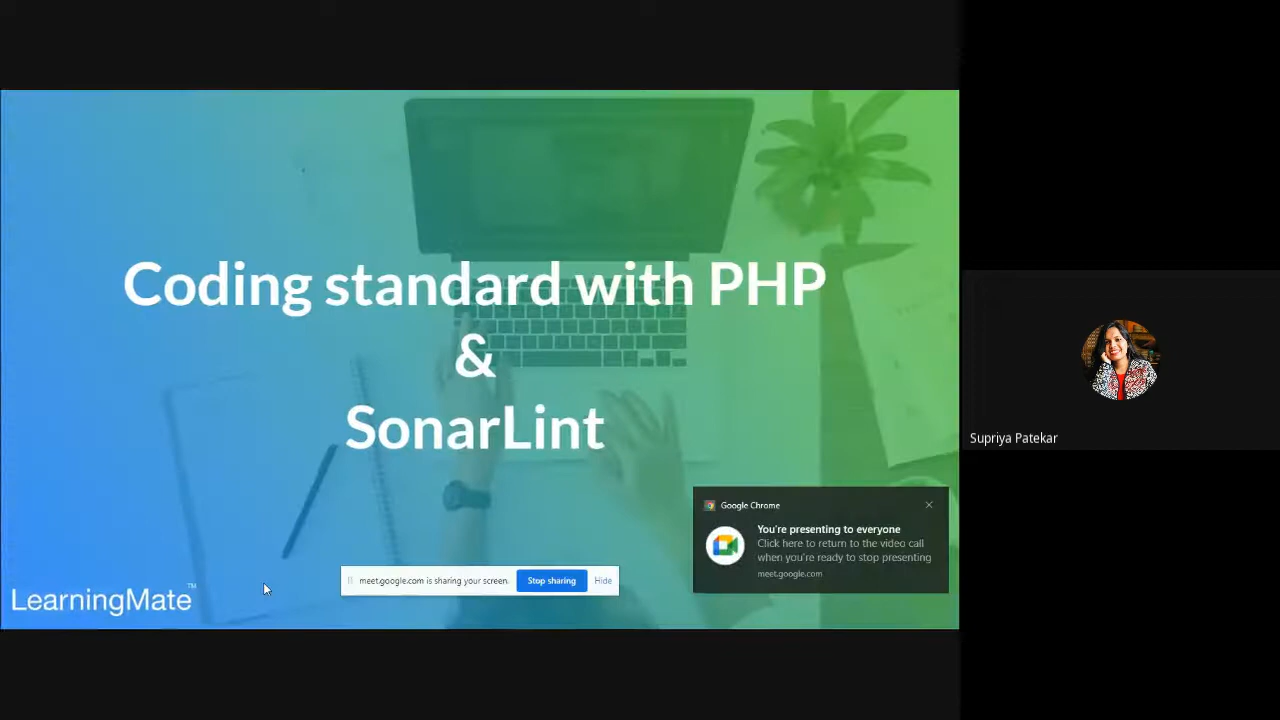 Coding standard with PHP
&
SonarLint
Google Chrome
You're presenting to everyone
Click here to return to the video call
when you're ready to stop presenting
meet.google.com
meet.google.com is sharing your screen.
Stop sharing
Hide
LearningMate™
Supriya Patekar